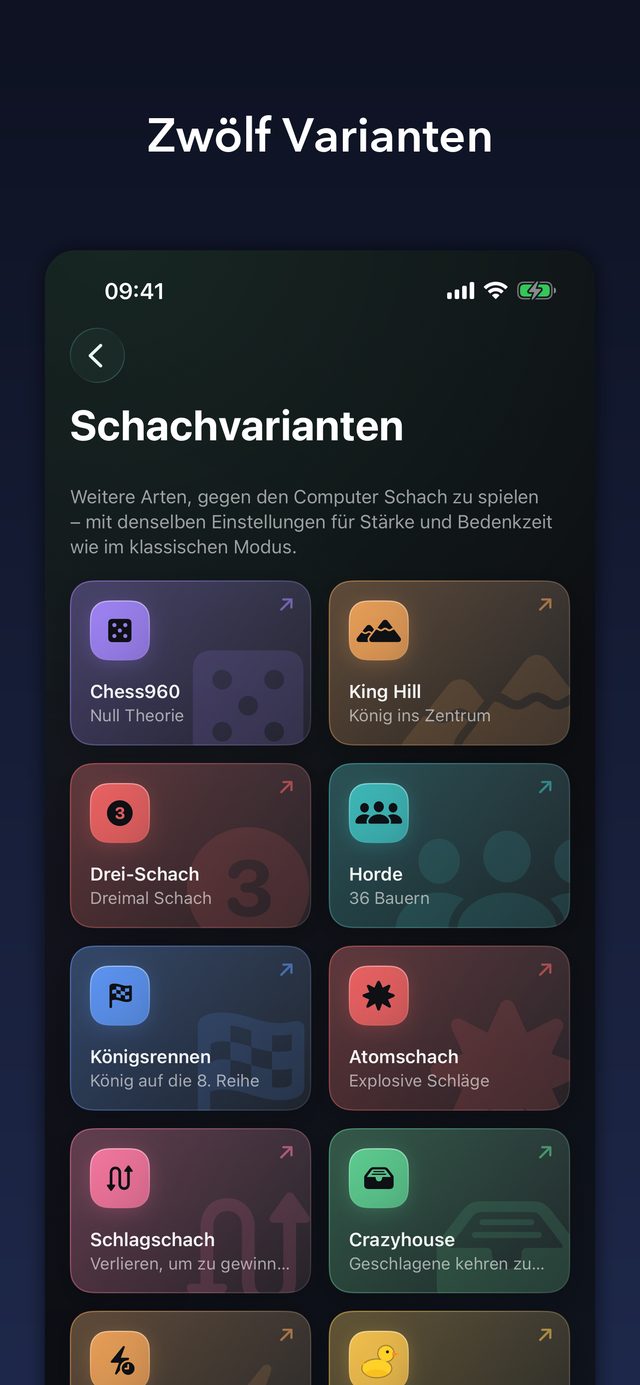 Zwölf Varianten
09:41
Schachvarianten
Weitere Arten, gegen den Computer Schach zu spielen
– mit denselben Einstellungen für Stärke und Bedenkzeit
wie im klassischen Modus.
Chess960
Null Theorie
King Hill
König ins Zentrum
3
3
Drei-Schach
Dreimal Schach
Horde
36 Bauern
Königsrennen
König auf die 8. Reihe
Atomschach
Explosive Schläge
Schlagschach
Verlieren, um zu gewinn...
Crazyhouse
Geschlagene kehren zu...